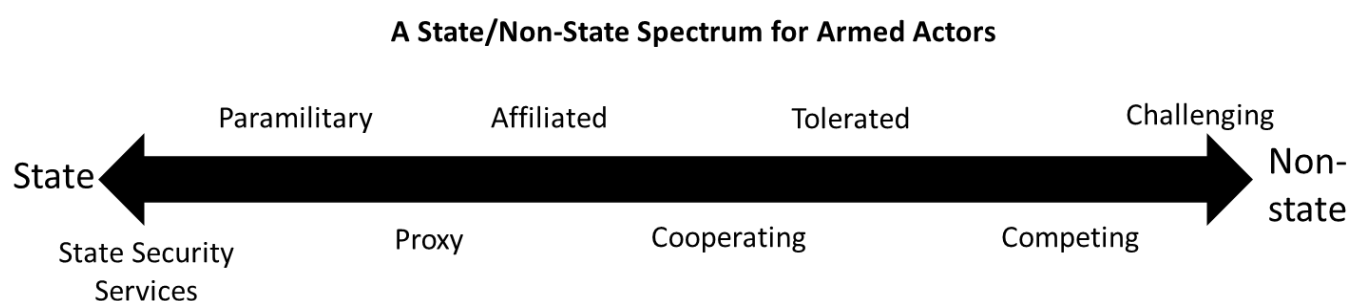 A State/Non-State Spectrum for Armed Actors
Paramilitary
Affiliated
Tolerated
Challenging
State
Non-
state
State Security
Services
Proxy
Cooperating
Competing